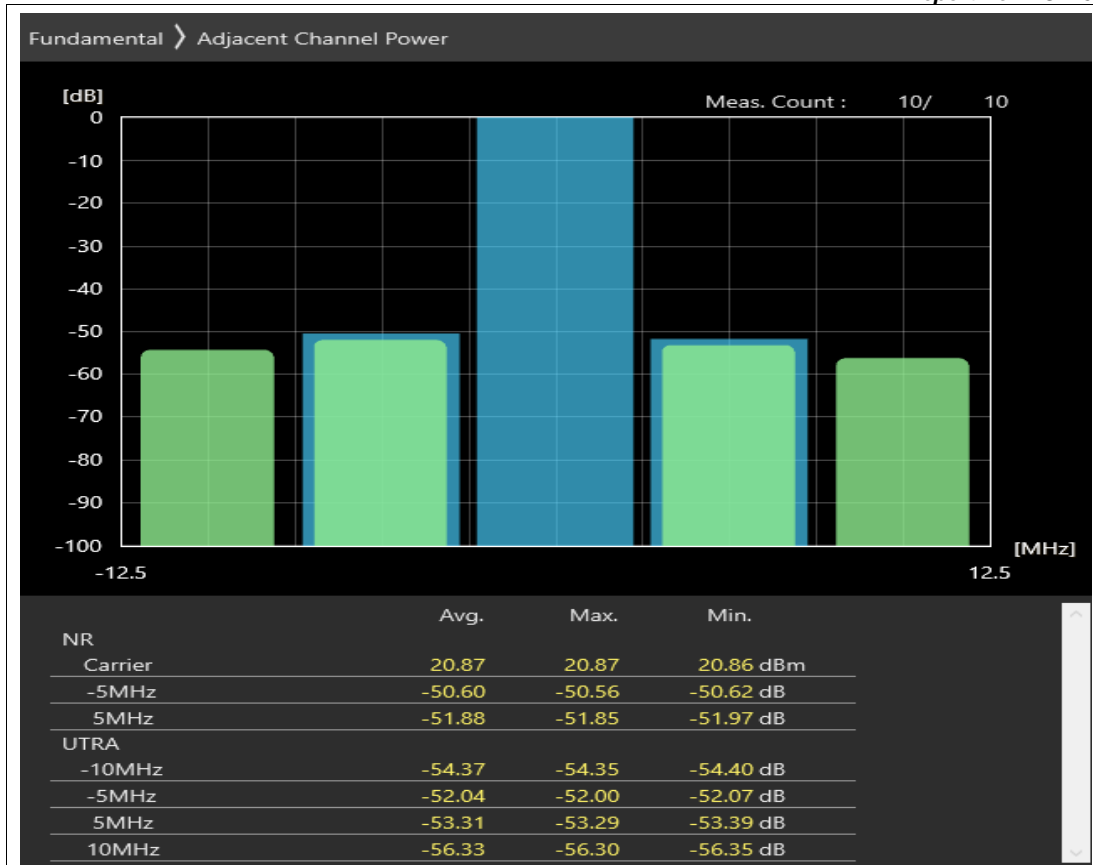 Fundamental 〉 Adjacent Channel Power
[dB]
Meas. Count : 10/ 10
0
-10
-20
-30
-40
-50
-60
-70
-80
-90
-100
[MHz]
-12.5 12.5
Avg. Max. Min.
NR
Carrier 20.87 20.87 20.86 dBm
-5MHz -50.60 -50.56 -50.62 dB
5MHz -51.88 -51.85 -51.97 dB
UTRA
-10MHz -54.37 -54.35 -54.40 dB
-5MHz -52.04 -52.00 -52.07 dB
5MHz -53.31 -53.29 -53.39 dB
10MHz -56.33 -56.30 -56.35 dB